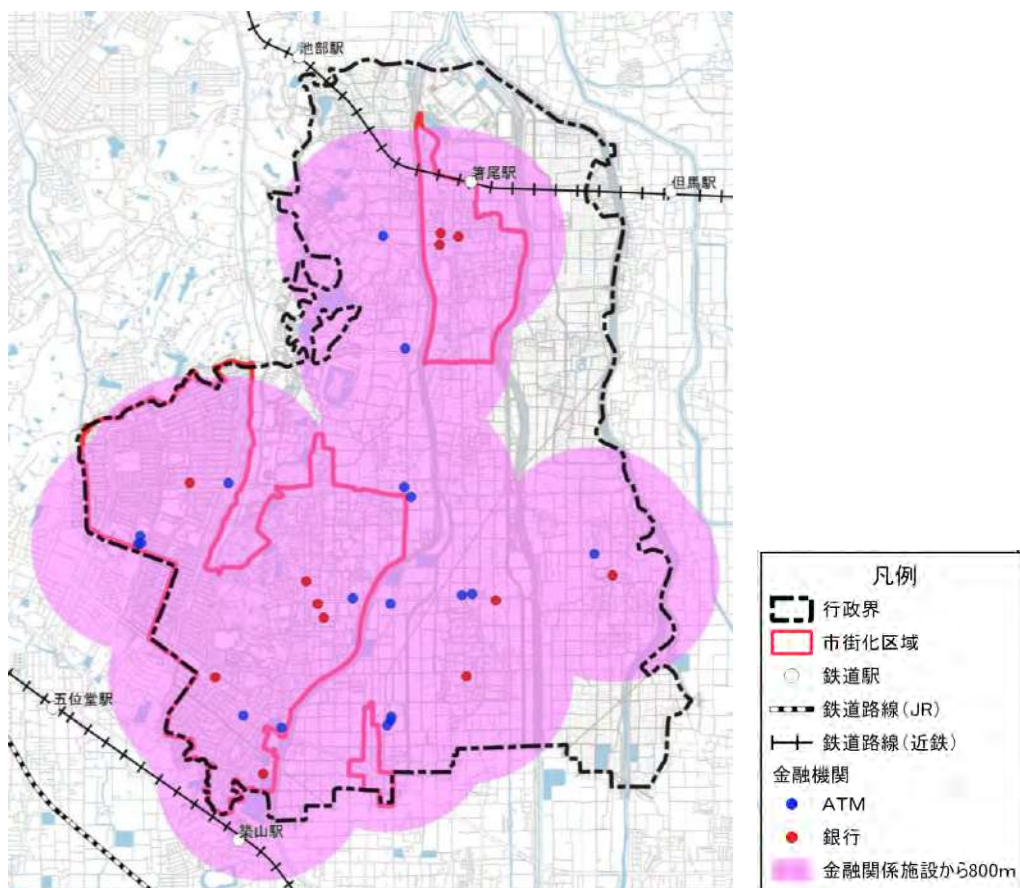 池部駅
箸尾駅
但馬駅
五位堂駅
築山駅
凡例
行政界
市街化区域
鉄道駅
鉄道路線(JR)
鉄道路線(近鉄)
金融機関
ATM
銀行
金融関係施設から800m